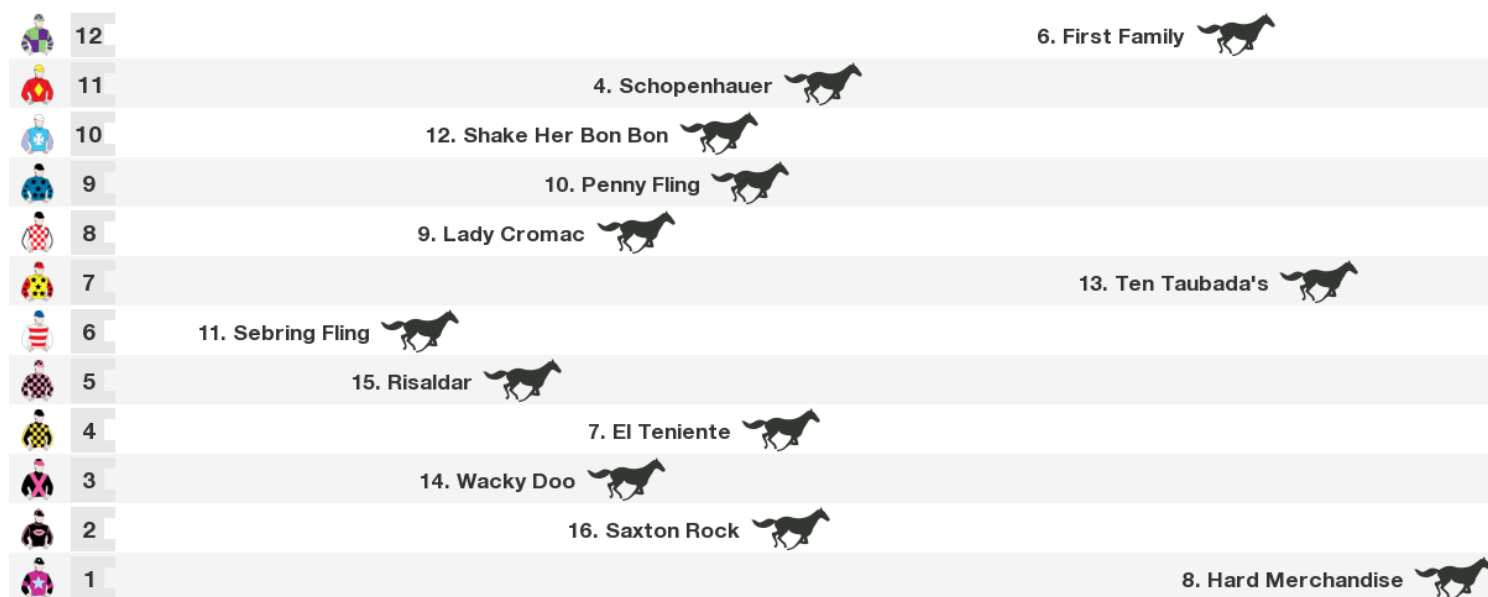 12 6. First Family
11 4. Schopenhauer
10 12. Shake Her Bon Bon
9 10. Penny Fling
8 9. Lady Cromac
7 13. Ten Taubada's
6 11. Sebring Fling
5 15. Risaldar
4 7. El Teniente
3 14. Wacky Doo
2 16. Saxton Rock
1 8. Hard Merchandise